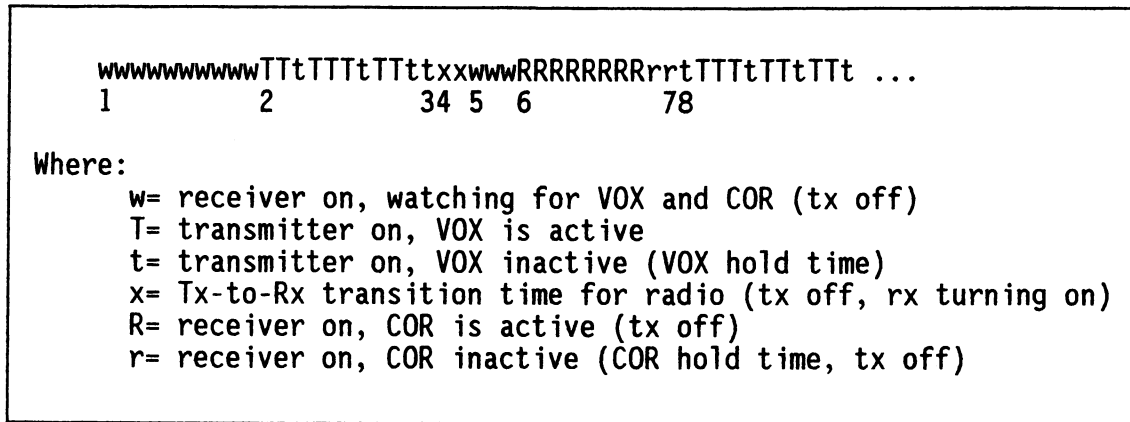 wwwwwwwwwwTTtTTTtTTttxxwwwRRRRRRRRrrtTTTtTTtTTt ...
1 2 34 5 6 78
Where:
w= receiver on, watching for VOX and COR (tx off)
T= transmitter on, VOX is active
t= transmitter on, VOX inactive (VOX hold time)
x= Tx-to-Rx transition time for radio (tx off, rx turning on)
R= receiver on, COR is active (tx off)
r= receiver on, COR inactive (COR hold time, tx off)